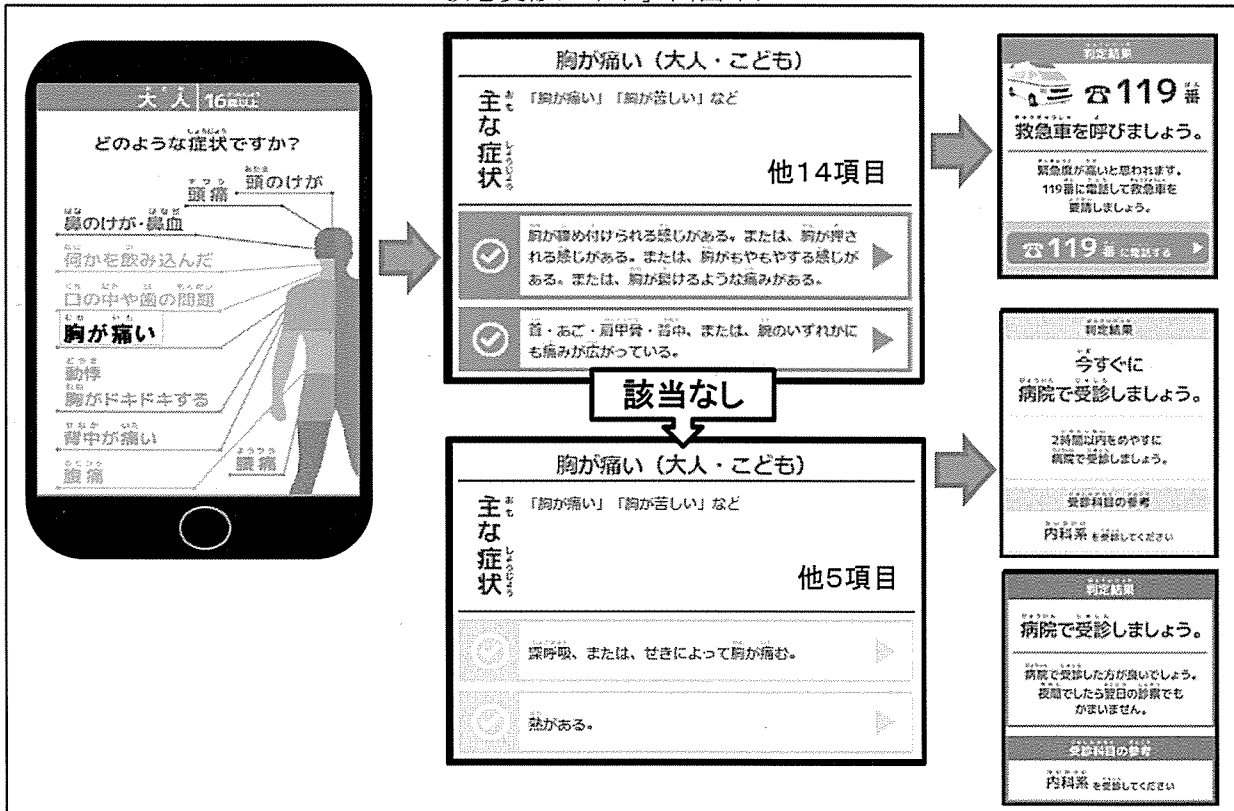 大人 16歳以上
どのような症状ですか?
頭痛
頭のけが
鼻のけが・鼻血
何かを飲み込んだ
口の中や歯の問題
胸が痛い
動悸
胸がドキドキする
背中が痛い
腰痛
腹痛
胸が痛い（大人・こども）
主な症状
「胸が痛い」「胸が苦しい」など
他14項目
胸が締め付けられる感じがある。または、胸が押さ
れる感じがある。または、胸がもやもやする感じが
ある。または、胸が裂けるような痛みがある。
首・あご・肩甲骨・背中、または、腕のいずれかに
も痛みが広がっている。
該当なし
胸が痛い（大人・こども）
主な症状
「胸が痛い」「胸が苦しい」など
他5項目
深呼吸、または、せきによって胸が痛む。
熱がある。
判定結果
☎119番
救急車を呼びましょう。
緊急度が高いと思われます。
119番に電話して救急車を
要請しましょう。
☎119番に電話する
判定結果
今すぐに
病院で受診しましょう。
2時間以内をめやすに
病院で受診しましょう。
受診科目の参考
内科系を受診してください
判定結果
病院で受診しましょう。
病院で受診した方が良いでしょう。
夜間でしたら翌日の診察でも
かまいません。
受診科目の参考
内科系を受診してください